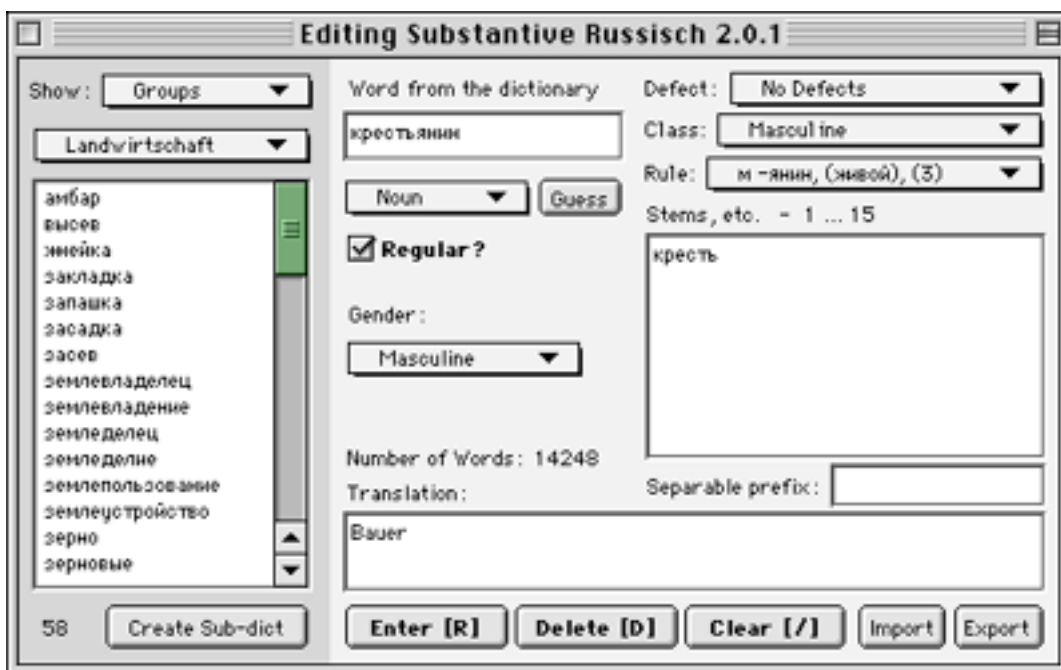 Editing Substantive Russisch 2.0.1
Show: Groups
Landwirtschaft
амбар
высев
жнейка
закладка
запашка
засадка
засев
землевладелец
землевладение
земледелец
земледелие
землепользование
землеустройство
зерно
зерновые
58 Create Sub-dict
Word from the dictionary
крестьянин
Noun Guess
Regular?
Gender:
Masculine
Number of Words: 14248
Defect: No Defects
Class: Masculine
Rule: м -янин, (живой), (3)
Stems, etc. - 1 ... 15
кресть
Separable prefix:
Translation:
Bauer
Enter [R] Delete [D] Clear [/] Import Export